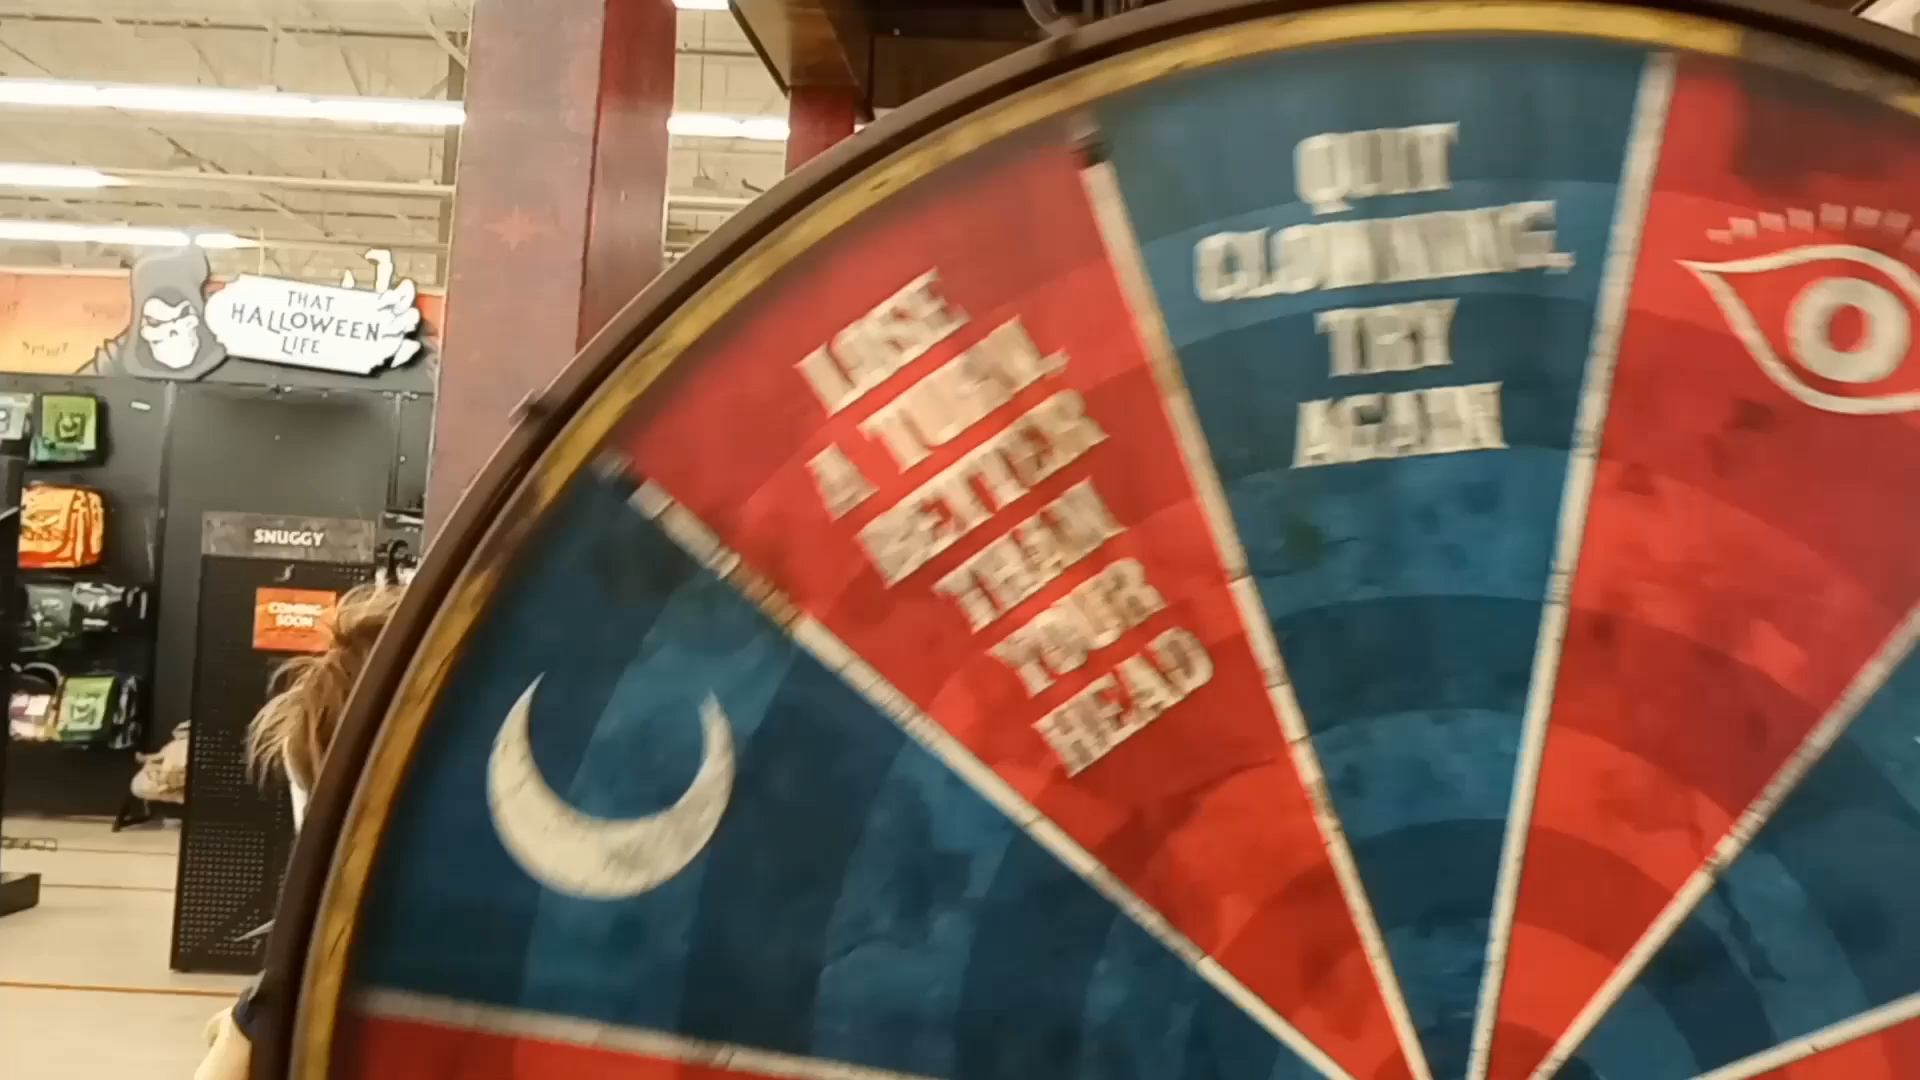 THAT
HALLOWEEN
LIFE
SNUGGY
COMING
SOON
LOSE
A TURN.
BETTER
THAN
YOUR
HEAD
QUIT
CLOWNING.
TRY
AGAIN